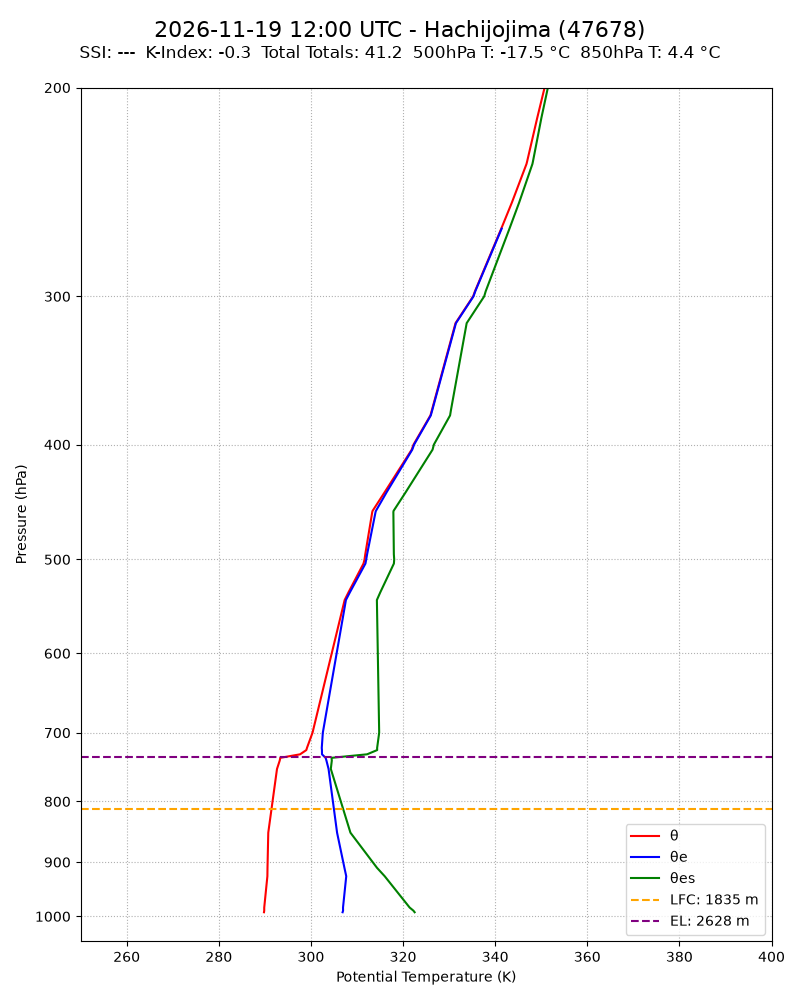 2026-11-19 12:00 UTC - Hachijojima (47678)
SSI: ---  K-Index: -0.3  Total Totals: 41.2  500hPa T: -17.5 °C  850hPa T: 4.4 °C
200
300
400
500
600
700
800
900
1000
Pressure (hPa)
260
280
300
320
340
360
380
400
Potential Temperature (K)
θ
θe
θes
LFC: 1835 m
EL: 2628 m